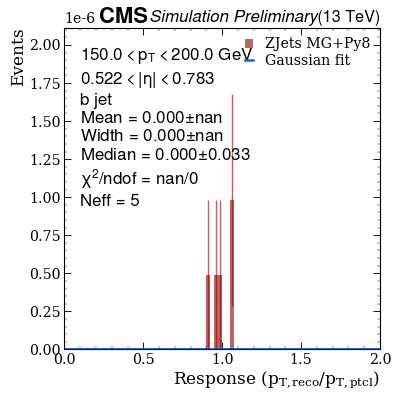 1e-6 CMS Simulation Preliminary (13 TeV)
Events
2.00
1.75
1.50
1.25
1.00
0.75
0.50
0.25
0.00
150.0 < pT < 200.0 GeV
0.522 < |η| < 0.783
b jet
Mean = 0.000±nan
Width = 0.000±nan
Median = 0.000±0.033
χ²/ndof = nan/0
Neff = 5
ZJets MG+Py8
Gaussian fit
0.0 0.5 1.0 1.5 2.0
Response (pT,reco/pT,ptcl)